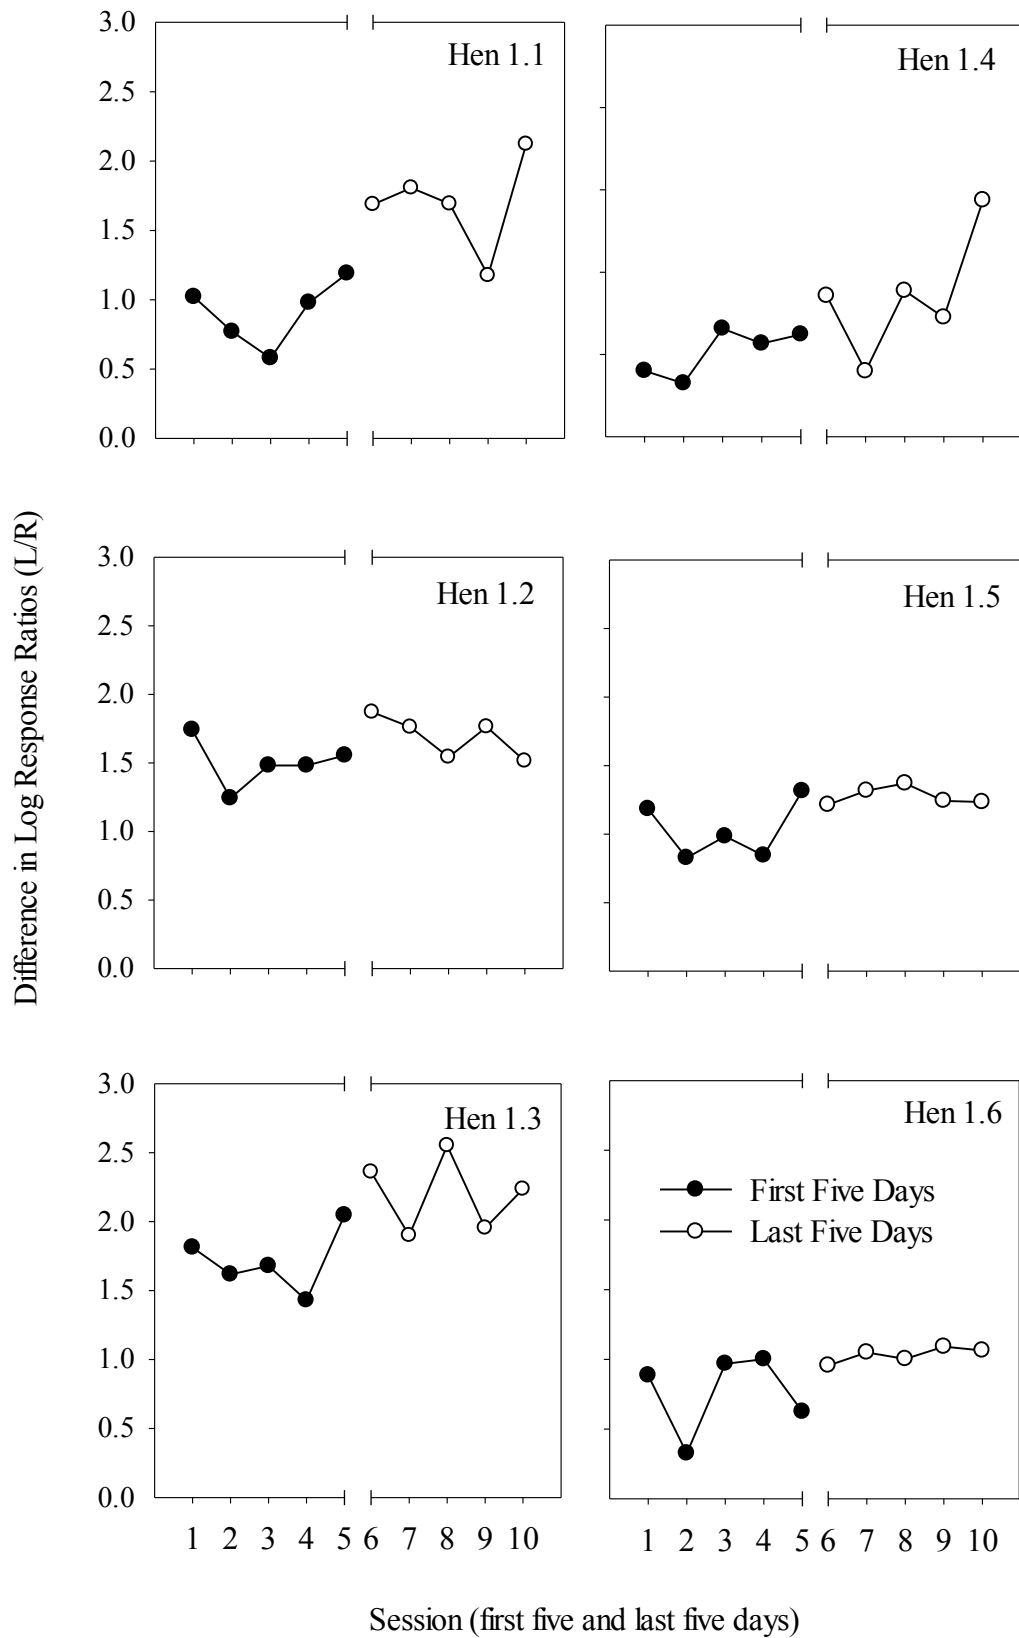 Difference in Log Response Ratios (L/R)
3.0
2.5
2.0
1.5
1.0
0.5
0.0
Hen 1.1
Hen 1.4
3.0
2.5
2.0
1.5
1.0
0.5
0.0
Hen 1.2
Hen 1.5
3.0
2.5
2.0
1.5
1.0
0.5
0.0
Hen 1.3
Hen 1.6
First Five Days
Last Five Days
1 2 3 4 5 6 7 8 9 10
1 2 3 4 5 6 7 8 9 10
Session (first five and last five days)